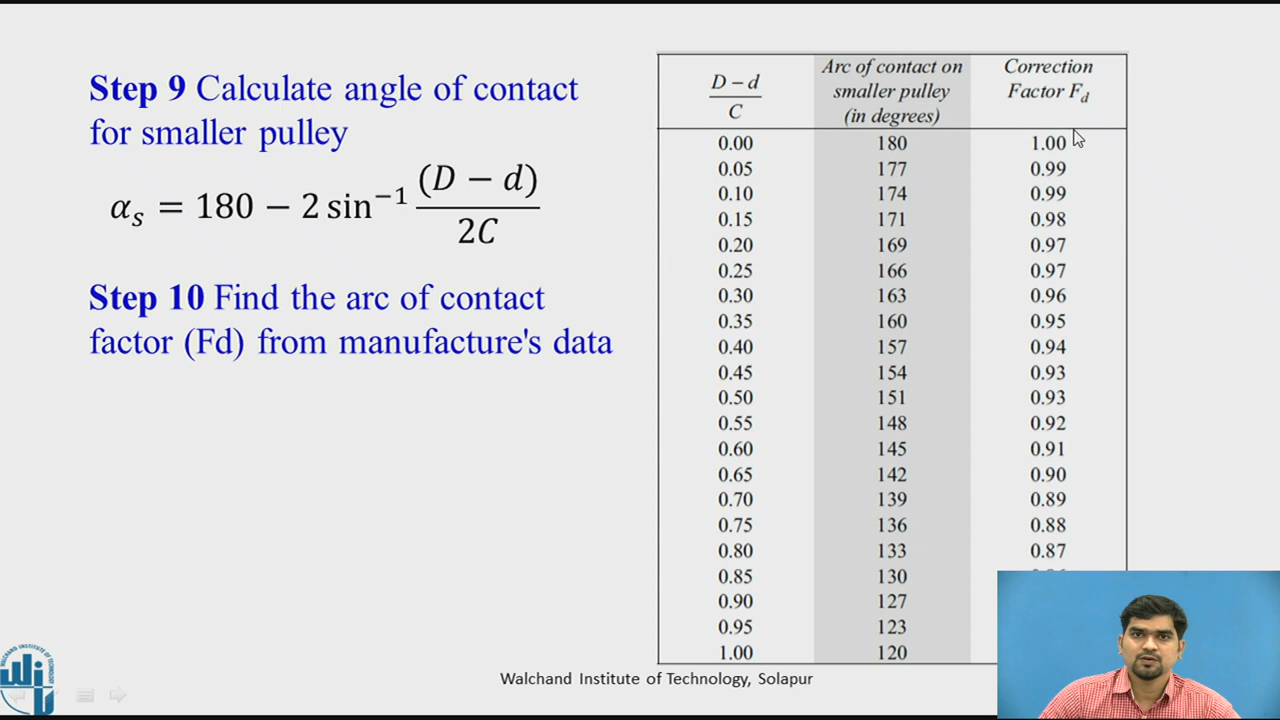 Step 9 Calculate angle of contact
for smaller pulley
αₛ = 180 − 2 sin⁻¹ (D − d) / 2C
Step 10 Find the arc of contact
factor (Fd) from manufacture's data
D − d / C	Arc of contact on smaller pulley (in degrees)	Correction Factor F_d
0.00 180 1.00
0.05 177 0.99
0.10 174 0.99
0.15 171 0.98
0.20 169 0.97
0.25 166 0.97
0.30 163 0.96
0.35 160 0.95
0.40 157 0.94
0.45 154 0.93
0.50 151 0.93
0.55 148 0.92
0.60 145 0.91
0.65 142 0.90
0.70 139 0.89
0.75 136 0.88
0.80 133 0.87
0.85 130
0.90 127
0.95 123
1.00 120
Walchand Institute of Technology, Solapur